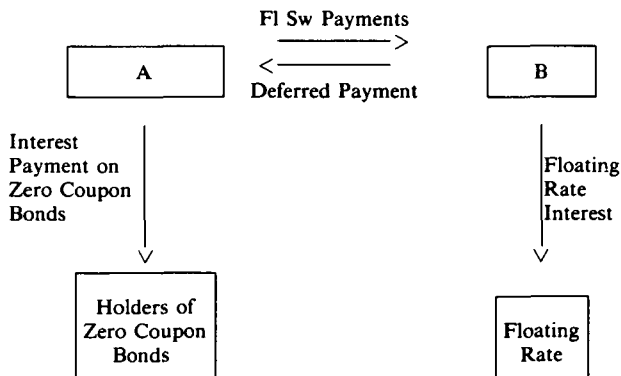 Fl Sw Payments
A
B
Deferred Payment
Interest
Payment on
Zero Coupon
Bonds
Floating
Rate
Interest
Holders of
Zero Coupon
Bonds
Floating
Rate